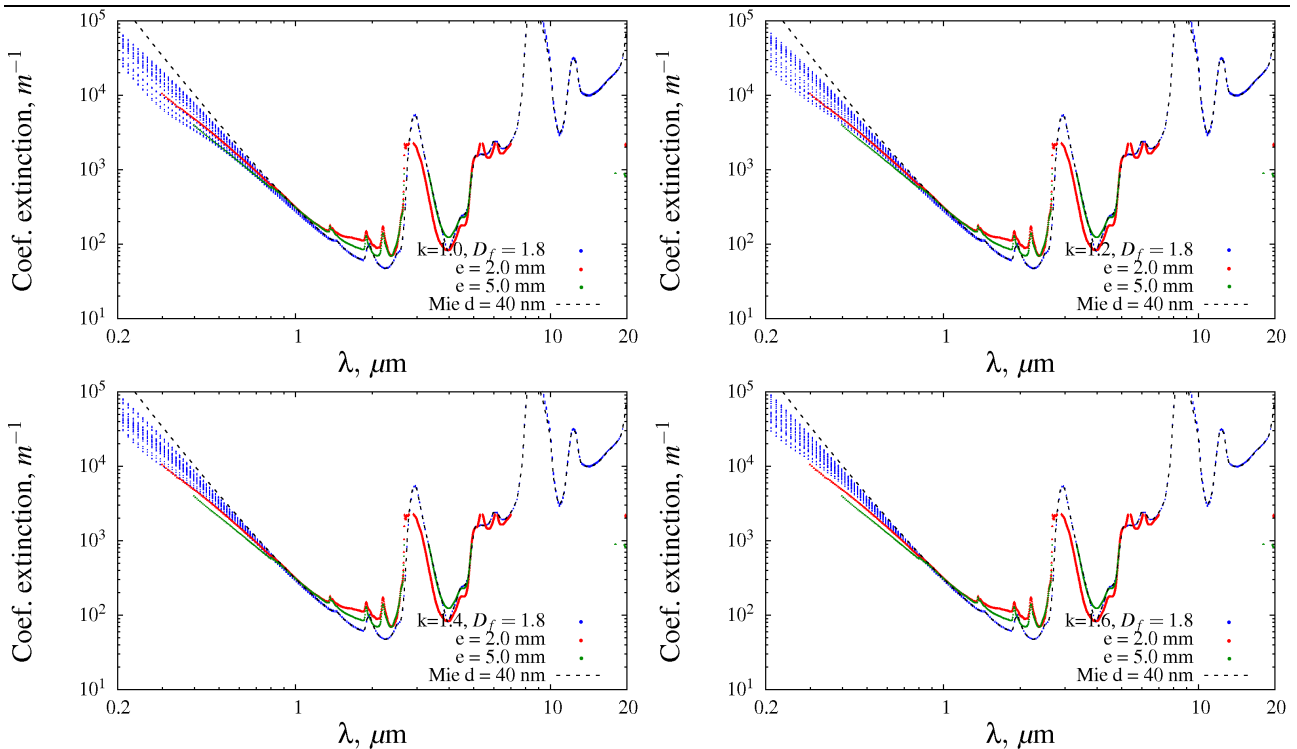 10^5
10^4
10^3
10^2
10^1
Coef. extinction, m^−1
k=1.0, D_f = 1.8
e = 2.0 mm
e = 5.0 mm
Mie d = 40 nm
0.2 1 10 20
λ, μm
10^5
10^4
10^3
10^2
10^1
Coef. extinction, m^−1
k=1.2, D_f = 1.8
e = 2.0 mm
e = 5.0 mm
Mie d = 40 nm
0.2 1 10 20
λ, μm
10^5
10^4
10^3
10^2
10^1
Coef. extinction, m^−1
k=1.4, D_f = 1.8
e = 2.0 mm
e = 5.0 mm
Mie d = 40 nm
0.2 1 10 20
λ, μm
10^5
10^4
10^3
10^2
10^1
Coef. extinction, m^−1
k=1.6, D_f = 1.8
e = 2.0 mm
e = 5.0 mm
Mie d = 40 nm
0.2 1 10 20
λ, μm